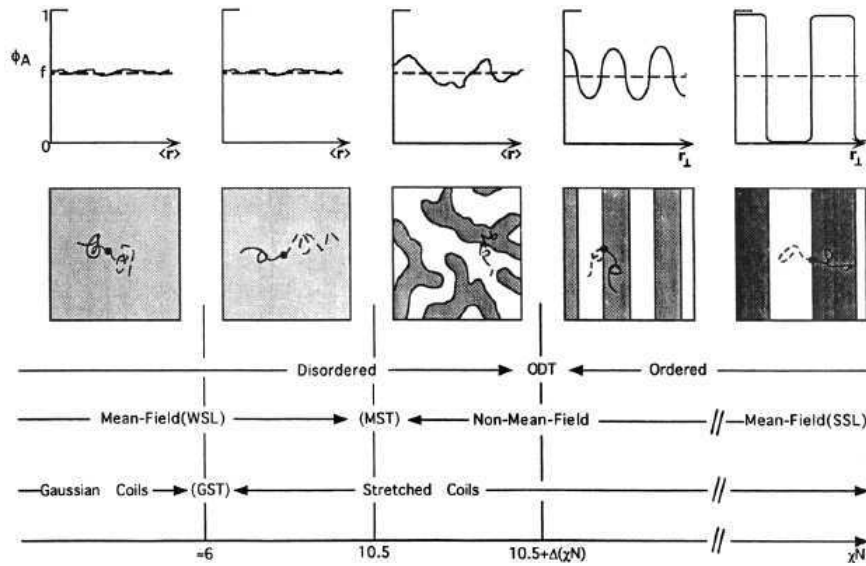 1
ϕA f
0
⟨r⟩ ⟨r⟩ ⟨r⟩ r⊥ r⊥
Disordered ODT Ordered
Mean-Field(WSL) (MST) Non-Mean-Field // Mean-Field(SSL)
Gaussian Coils (GST) Stretched Coils //
≈6 10.5 10.5+Δ(χN) // χN